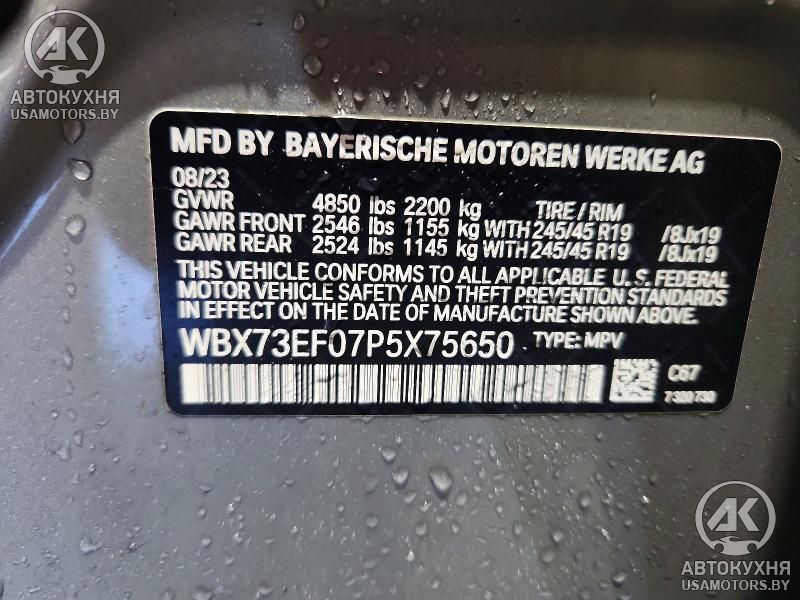 АК
АВТОКУХНЯ
USAMOTORS.BY
MFD BY BAYERISCHE MOTOREN WERKE AG
08/23
GVWR 4850 lbs 2200 kg TIRE / RIM
GAWR FRONT 2546 lbs 1155 kg WITH 245/45 R19 /8Jx19
GAWR REAR 2524 lbs 1145 kg WITH 245/45 R19 /8Jx19
THIS VEHICLE CONFORMS TO ALL APPLICABLE U.S. FEDERAL
MOTOR VEHICLE SAFETY AND THEFT PREVENTION STANDARDS
IN EFFECT ON THE DATE OF MANUFACTURE SHOWN ABOVE.
WBX73EF07P5X75650 TYPE: MPV
C67
7 320 730
АК
АВТОКУХНЯ
USAMOTORS.BY